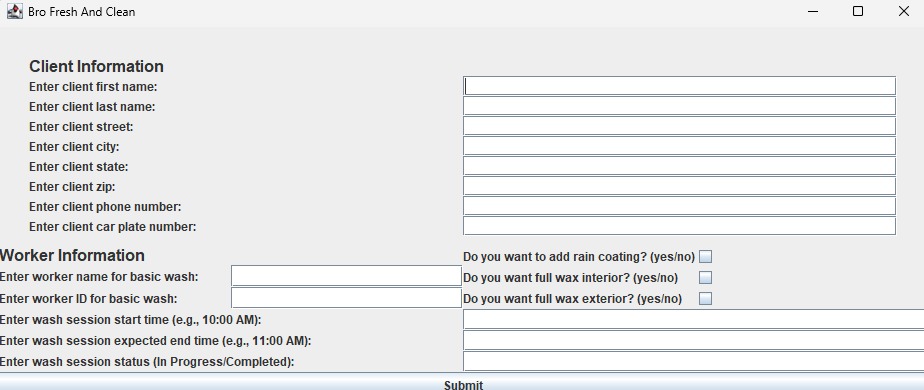 Bro Fresh And Clean
Client Information
Enter client first name:
Enter client last name:
Enter client street:
Enter client city:
Enter client state:
Enter client zip:
Enter client phone number:
Enter client car plate number:
Worker Information
Do you want to add rain coating? (yes/no)
Enter worker name for basic wash:
Do you want full wax interior? (yes/no)
Enter worker ID for basic wash:
Do you want full wax exterior? (yes/no)
Enter wash session start time (e.g., 10:00 AM):
Enter wash session expected end time (e.g., 11:00 AM):
Enter wash session status (In Progress/Completed):
Submit